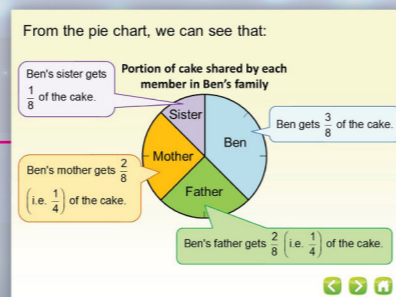 From the pie chart, we can see that:
Portion of cake shared by each
member in Ben's family
Ben's sister gets
1/8 of the cake.
Sister
Ben
Ben gets 3/8 of the cake.
Mother
Ben's mother gets 2/8
(i.e. 1/4) of the cake.
Father
Ben's father gets 2/8 (i.e. 1/4) of the cake.